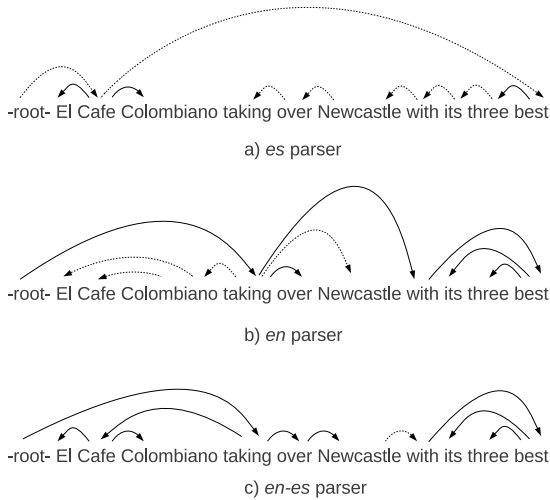 -root- El Cafe Colombiano taking over Newcastle with its three best
a) es parser
-root- El Cafe Colombiano taking over Newcastle with its three best
b) en parser
-root- El Cafe Colombiano taking over Newcastle with its three best
c) en-es parser